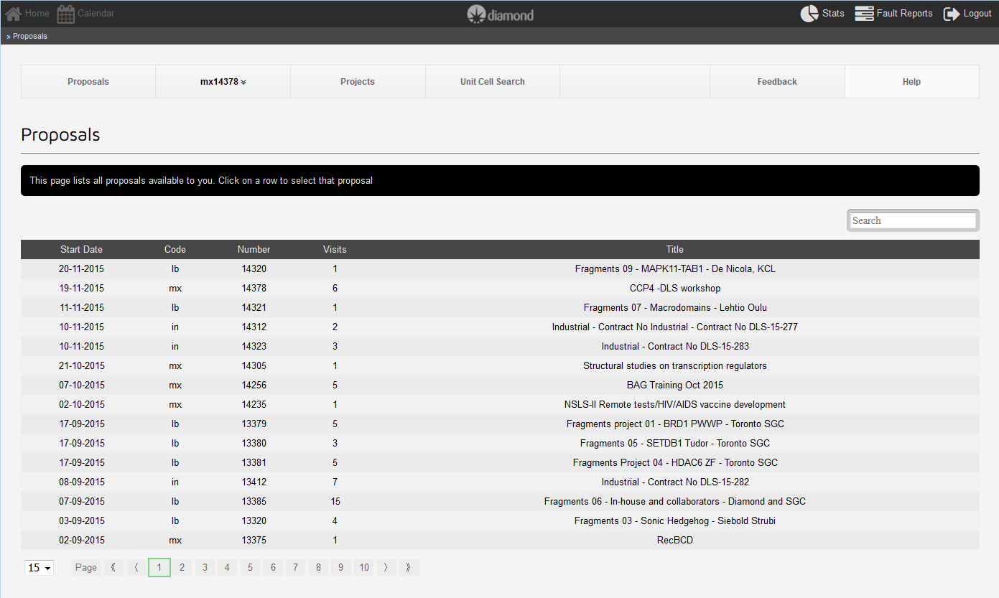 Home Calendar diamond Stats Fault Reports Logout
» Proposals
Proposals mx14378 Projects Unit Cell Search Feedback Help
Proposals
This page lists all proposals available to you. Click on a row to select that proposal
Search
Start Date Code Number Visits Title
20-11-2015 lb 14320 1 Fragments 09 - MAPK11-TAB1 - De Nicola, KCL
19-11-2015 mx 14378 6 CCP4 -DLS workshop
11-11-2015 lb 14321 1 Fragments 07 - Macrodomains - Lehtio Oulu
10-11-2015 in 14312 2 Industrial - Contract No Industrial - Contract No DLS-15-277
10-11-2015 in 14323 3 Industrial - Contract No DLS-15-283
21-10-2015 mx 14305 1 Structural studies on transcription regulators
07-10-2015 mx 14256 5 BAG Training Oct 2015
02-10-2015 mx 14235 1 NSLS-II Remote tests/HIV/AIDS vaccine development
17-09-2015 lb 13379 5 Fragments project 01 - BRD1 PWWP - Toronto SGC
17-09-2015 lb 13380 3 Fragments 05 - SETDB1 Tudor - Toronto SGC
17-09-2015 lb 13381 5 Fragments Project 04 - HDAC6 ZF - Toronto SGC
08-09-2015 in 13412 7 Industrial - Contract No DLS-15-282
07-09-2015 lb 13385 15 Fragments 06 - In-house and collaborators - Diamond and SGC
03-09-2015 lb 13320 4 Fragments 03 - Sonic Hedgehog - Siebold Strubi
02-09-2015 mx 13375 1 RecBCD
15 Page 《 〈 1 2 3 4 5 6 7 8 9 10 〉 》